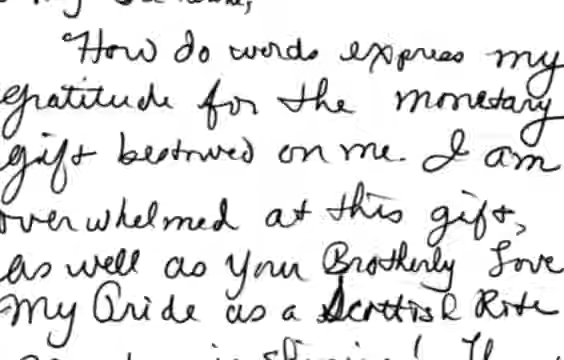 How do words express my
gratitude for the monetary
gift bestowed on me. I am
overwhelmed at this gift,
as well as your Brotherly Love
My Pride as a Scottish Rite